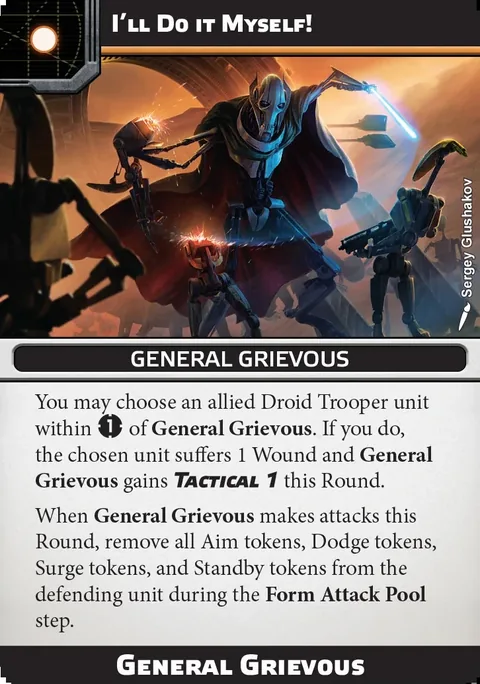 I'll Do it Myself!
Sergey Glushakov
GENERAL GRIEVOUS
You may choose an allied Droid Trooper unit
within 1 of General Grievous. If you do,
the chosen unit suffers 1 Wound and General
Grievous gains Tactical 1 this Round.
When General Grievous makes attacks this
Round, remove all Aim tokens, Dodge tokens,
Surge tokens, and Standby tokens from the
defending unit during the Form Attack Pool
step.
General Grievous